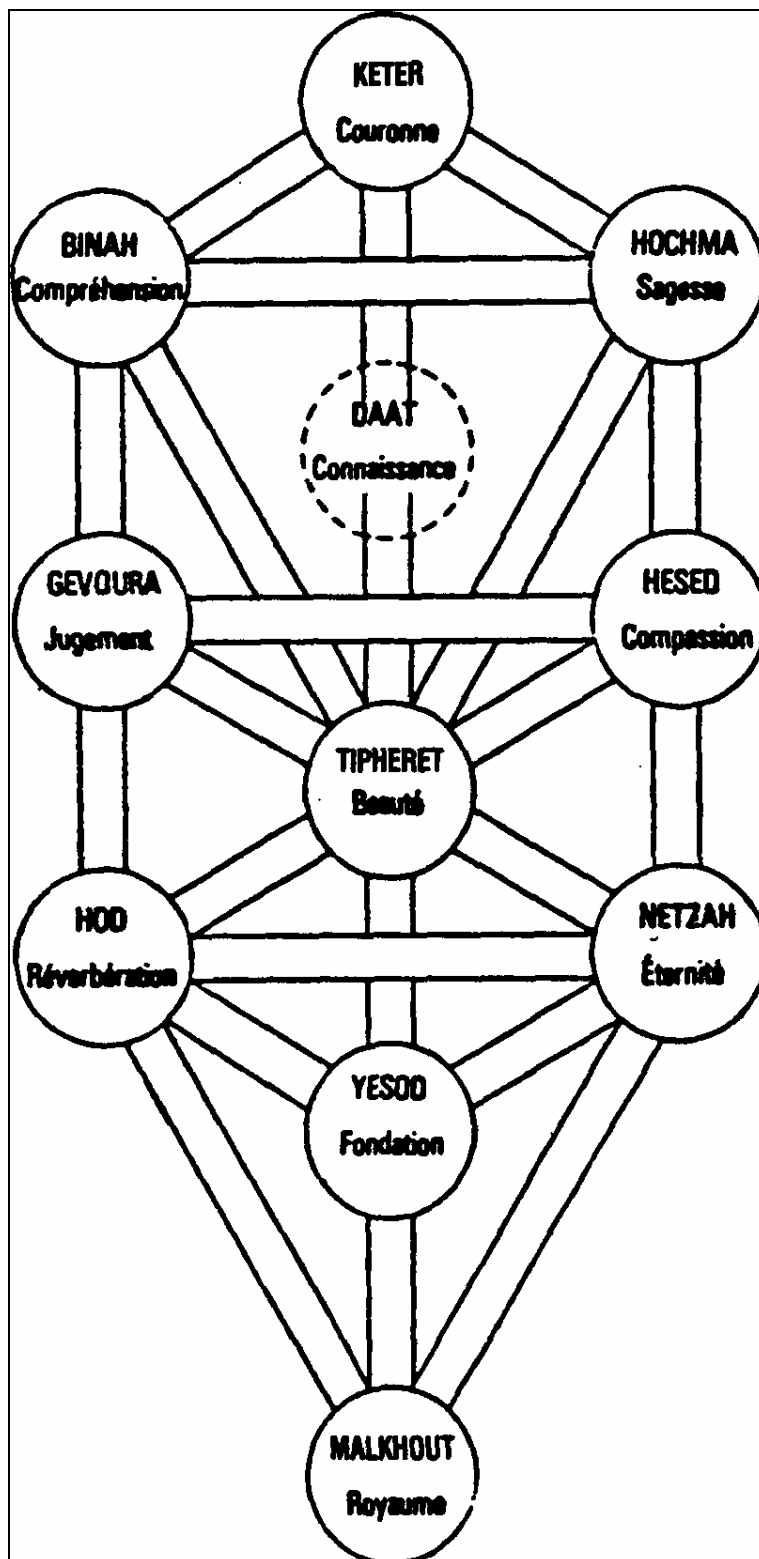 KETER
Couronne
BINAH
Compréhension
HOCHMA
Sagesse
DAAT
Connaissance
GEVOURA
Jugement
HESED
Compassion
TIPHERET
Beauté
HOD
Réverbération
NETZAH
Éternité
YESOD
Fondation
MALKHOUT
Royaume